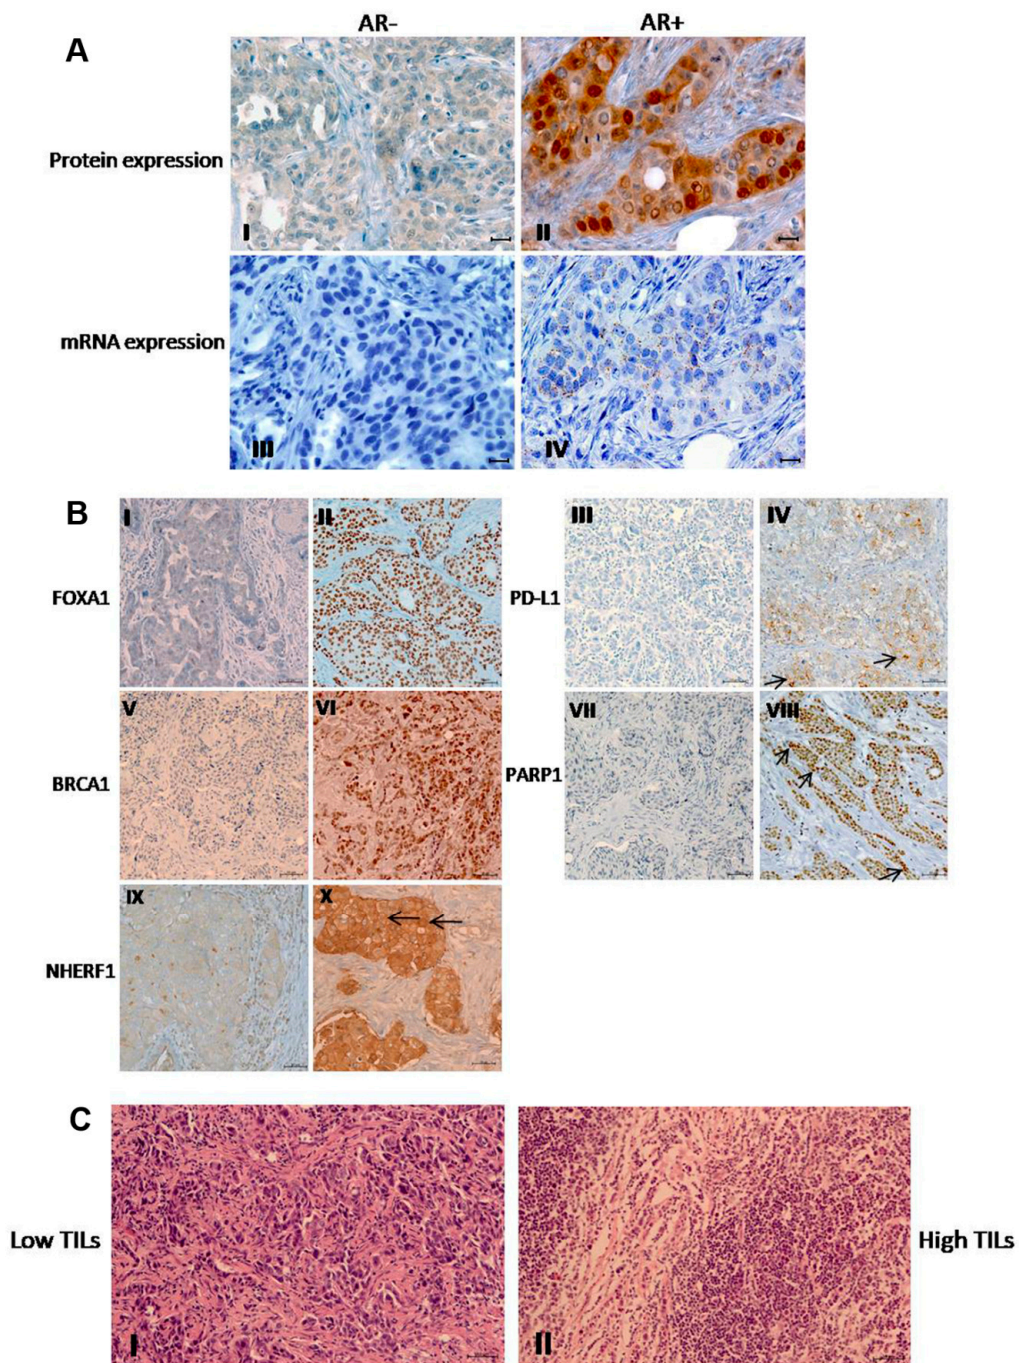 AR- AR+
A
Protein expression
I II
mRNA expression
III IV
B
I II III IV
FOXA1 PD-L1
V VI VII VIII
BRCA1 PARP1
IX X
NHERF1
C
Low TILs High TILs
I II